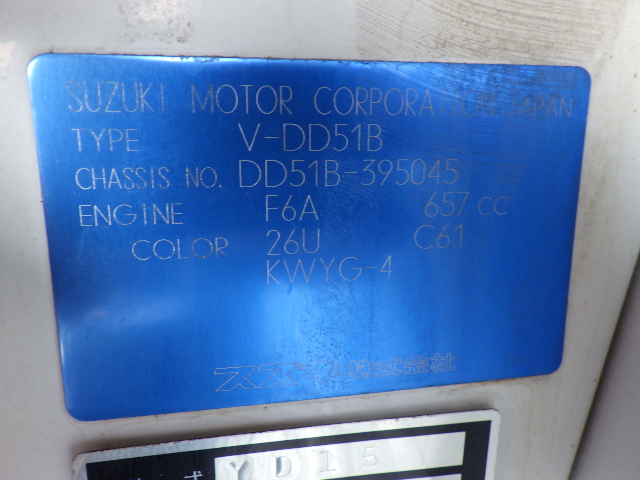 SUZUKI MOTOR CORPORATION JAPAN
TYPE V-DD51B
CHASSIS NO. DD51B-395045
ENGINE F6A 657 CC
COLOR 26U C61
KWYG-4
スズキ株式会社
YD15